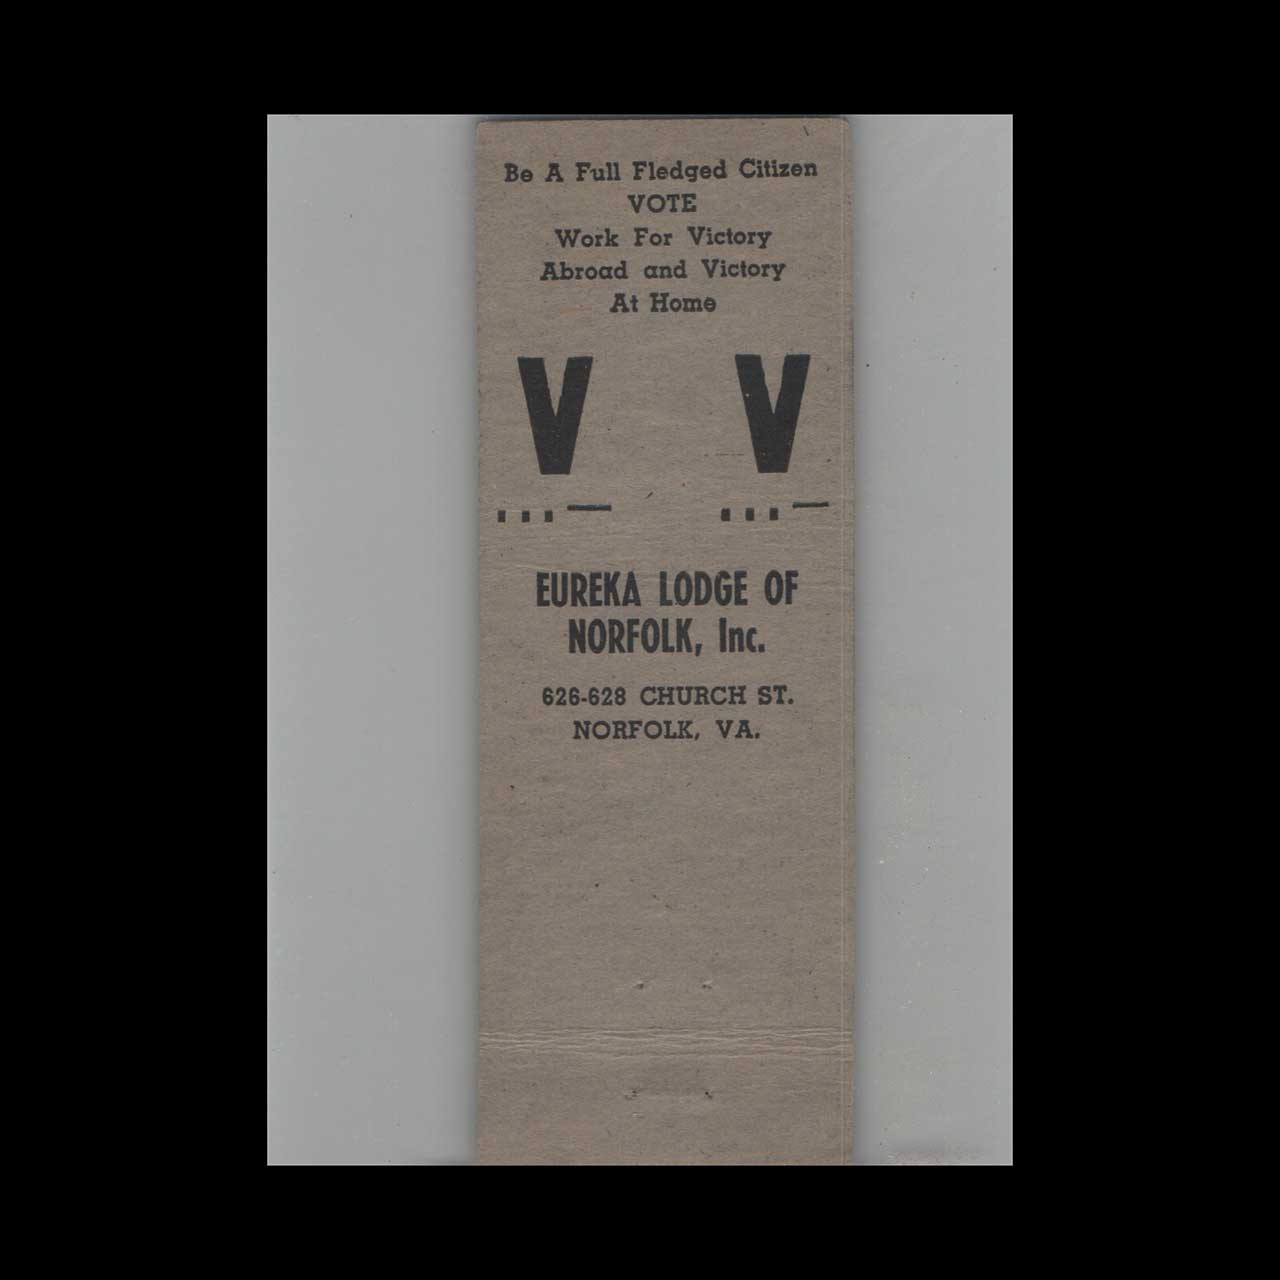 Be A Full Fledged Citizen
VOTE
Work For Victory
Abroad and Victory
At Home
V V
...— ...—
EUREKA LODGE OF
NORFOLK, Inc.
626-628 CHURCH ST.
NORFOLK, VA.